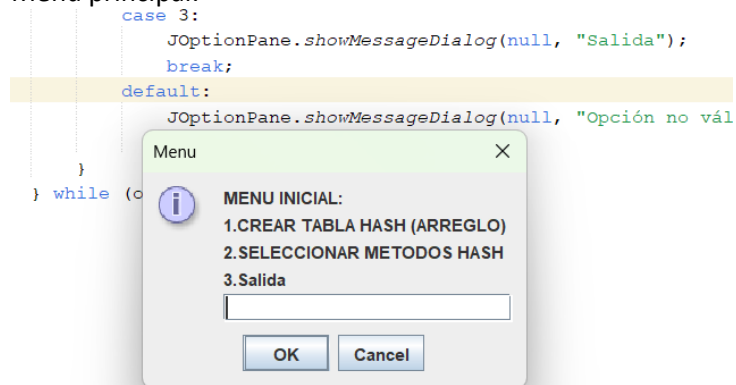 case 3:
JOptionPane.showMessageDialog(null, "Salida");
break;
default:
JOptionPane.showMessageDialog(null, "Opción no vál
}
} while (o
Menu
MENU INICIAL:
1.CREAR TABLA HASH (ARREGLO)
2.SELECCIONAR METODOS HASH
3.Salida
OK Cancel